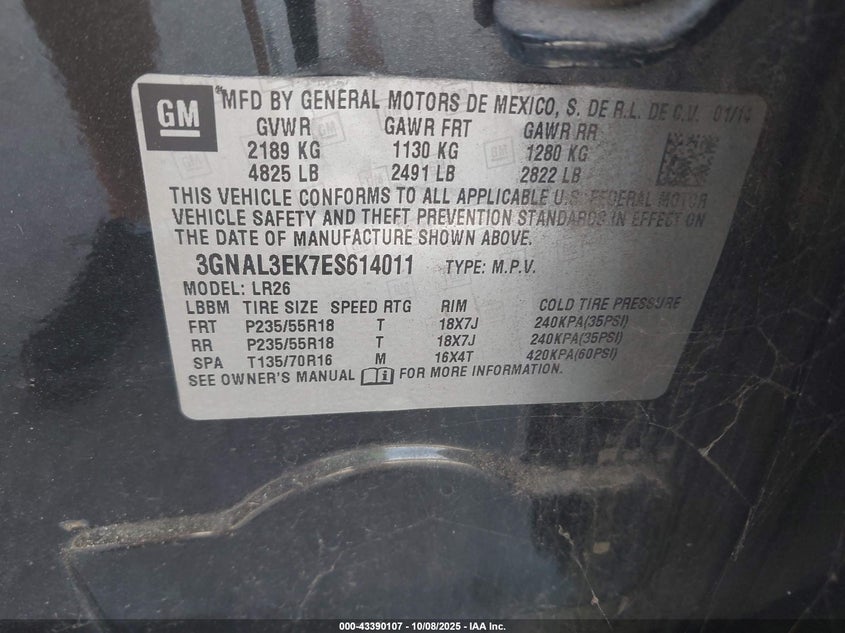 GM
MFD BY GENERAL MOTORS DE MEXICO, S. DE R.L. DE C.V. 01/14
GVWR GAWR FRT GAWR RR
2189 KG 1130 KG 1280 KG
4825 LB 2491 LB 2822 LB
THIS VEHICLE CONFORMS TO ALL APPLICABLE U.S. FEDERAL MOTOR
VEHICLE SAFETY AND THEFT PREVENTION STANDARDS IN EFFECT ON
THE DATE OF MANUFACTURE SHOWN ABOVE.
3GNAL3EK7ES614011 TYPE: M.P.V.
MODEL: LR26
LBBM TIRE SIZE SPEED RTG RIM COLD TIRE PRESSURE
FRT P235/55R18 T 18X7J 240KPA(35PSI)
RR P235/55R18 T 18X7J 240KPA(35PSI)
SPA T135/70R16 M 16X4T 420KPA(60PSI)
SEE OWNER'S MANUAL FOR MORE INFORMATION.
000-43390107 - 10/08/2025 - IAA Inc.